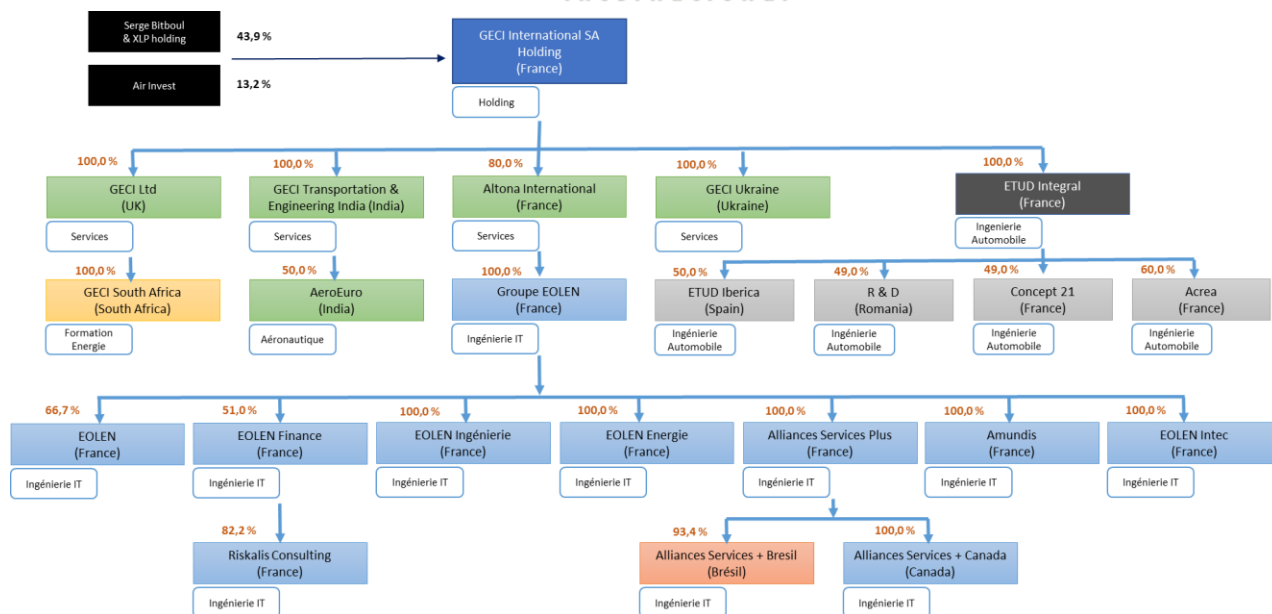 Serge Bitboul
& XLP holding
43,9 %
GECI International SA
Holding
(France)
Air Invest
13,2 %
Holding
100,0 %
100,0 %
80,0 %
100,0 %
100,0 %
GECI Ltd
(UK)
GECI Transportation &
Engineering India (India)
Altona International
(France)
GECI Ukraine
(Ukraine)
ETUD Integral
(France)
Services
Services
Services
Services
Ingenierie
Automobile
100,0 %
50,0 %
100,0 %
50,0 %
49,0 %
49,0 %
60,0 %
GECI South Africa
(South Africa)
AeroEuro
(India)
Groupe EOLEN
(France)
ETUD Iberica
(Spain)
R & D
(Romania)
Concept 21
(France)
Acrea
(France)
Formation
Energie
Aéronautique
Ingénierie IT
Ingénierie
Automobile
Ingénierie
Automobile
Ingénierie
Automobile
Ingénierie
Automobile
66,7 %
51,0 %
100,0 %
100,0 %
100,0 %
100,0 %
100,0 %
EOLEN
(France)
EOLEN Finance
(France)
EOLEN Ingénierie
(France)
EOLEN Energie
(France)
Alliances Services Plus
(France)
Amundis
(France)
EOLEN Intec
(France)
Ingénierie IT
Ingénierie IT
Ingénierie IT
Ingénierie IT
Ingénierie IT
Ingénierie IT
Ingénierie IT
82,2 %
93,4 %
100,0 %
Riskalis Consulting
(France)
Alliances Services + Bresil
(Brésil)
Alliances Services + Canada
(Canada)
Ingénierie IT
Ingénierie IT
Ingénierie IT